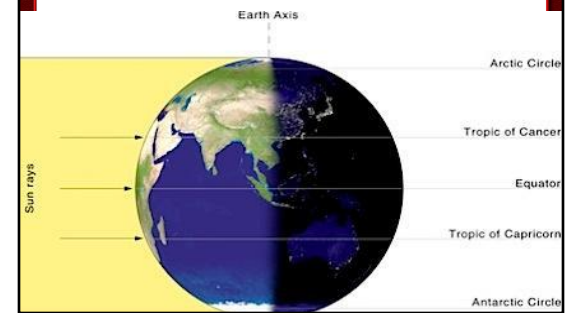 Earth Axis
Arctic Circle
Tropic of Cancer
Sun rays
Equator
Tropic of Capricorn
Antarctic Circle